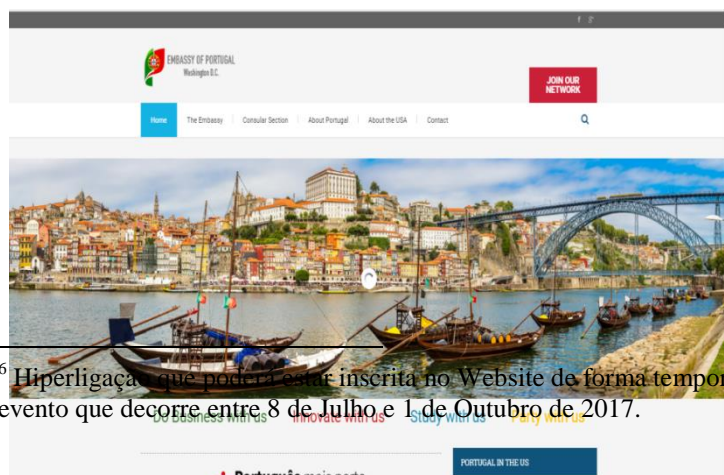 EMBASSY OF PORTUGAL
Washington D.C.
JOIN OUR
NETWORK
Home The Embassy Consular Section About Portugal About the USA Contact
6 Hiperligação que poderá estar inscrita no Website de forma tempor
evento que decorre entre 8 de Julho e 1 de Outubro de 2017.
Do Business with us Innovate with us Study with us Party with us
PORTUGAL IN THE US
Português mais perto